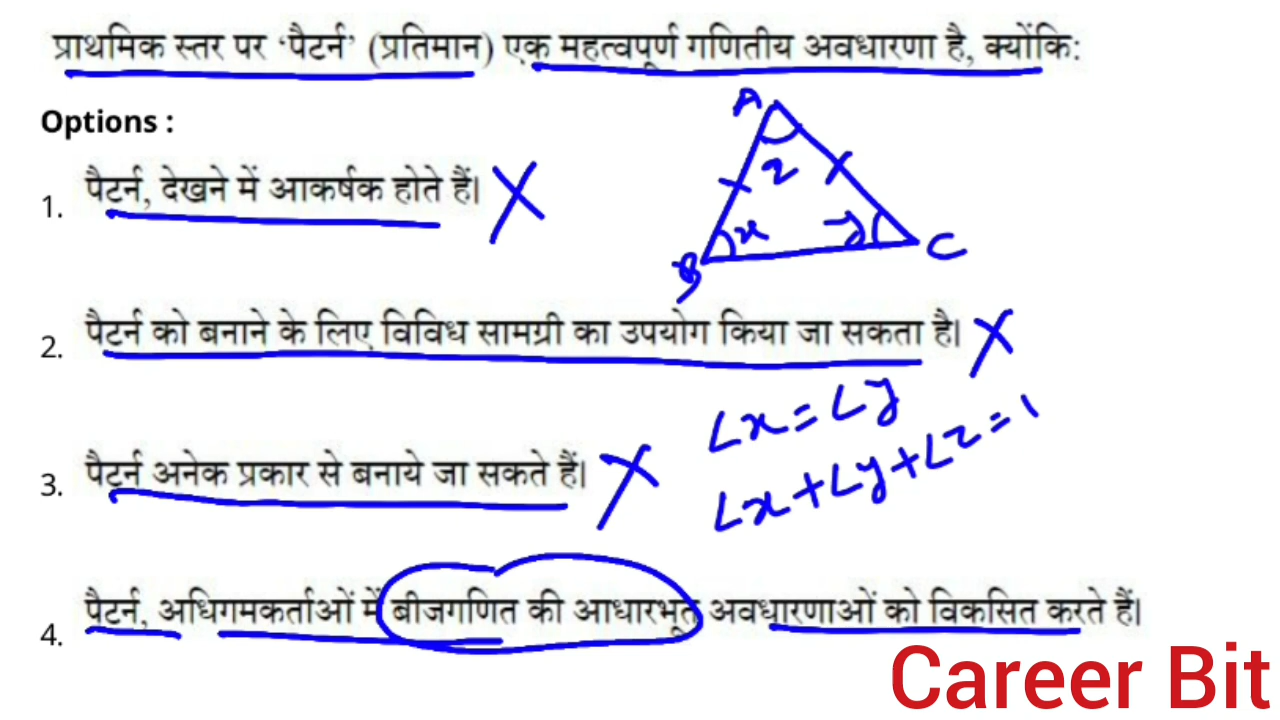 प्राथमिक स्तर पर ‘पैटर्न’ (प्रतिमान) एक महत्वपूर्ण गणितीय अवधारणा है, क्योंकि:
Options :
1. पैटर्न, देखने में आकर्षक होते हैं।
A
z
x
y
B
C
2. पैटर्न को बनाने के लिए विविध सामग्री का उपयोग किया जा सकता है।
∠x=∠y
3. पैटर्न अनेक प्रकार से बनाये जा सकते हैं।
∠x+∠y+∠z=1
4. पैटर्न, अधिगमकर्ताओं में बीजगणित की आधारभूत अवधारणाओं को विकसित करते हैं।
Career Bit